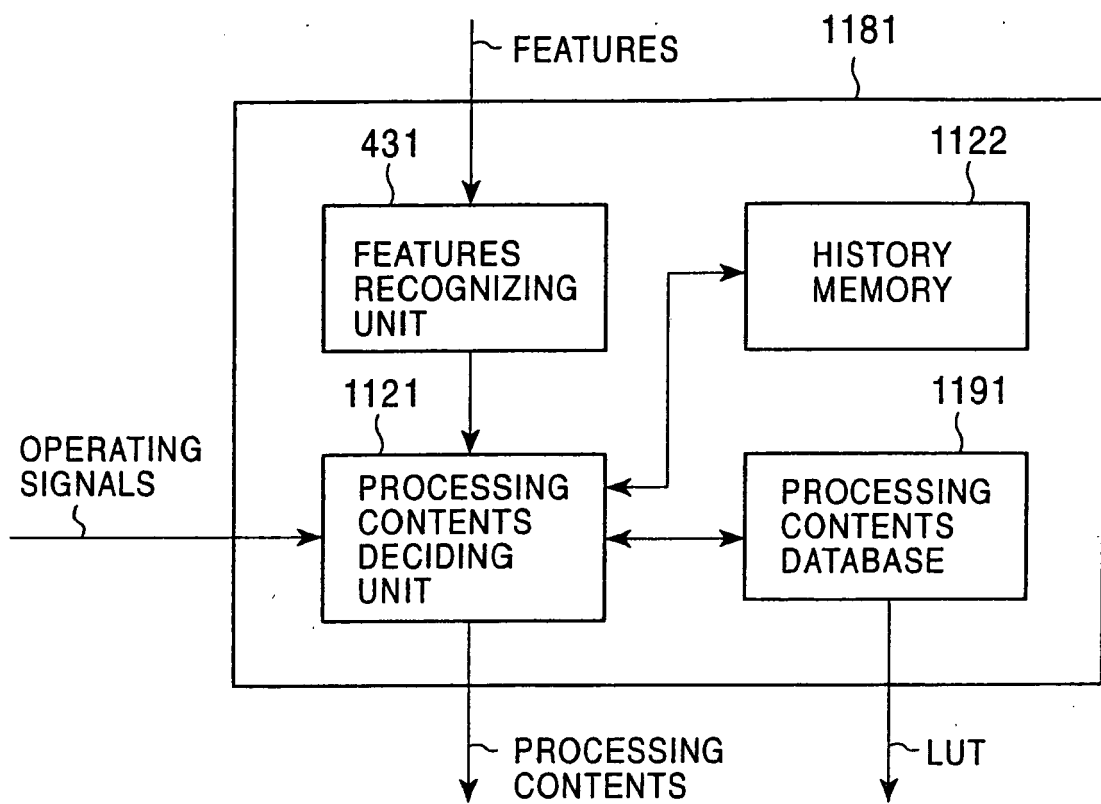 FEATURES
1181
431
1122
FEATURES
RECOGNIZING
UNIT
HISTORY
MEMORY
1121
1191
OPERATING
SIGNALS
PROCESSING
CONTENTS
DECIDING
UNIT
PROCESSING
CONTENTS
DATABASE
PROCESSING
CONTENTS
LUT